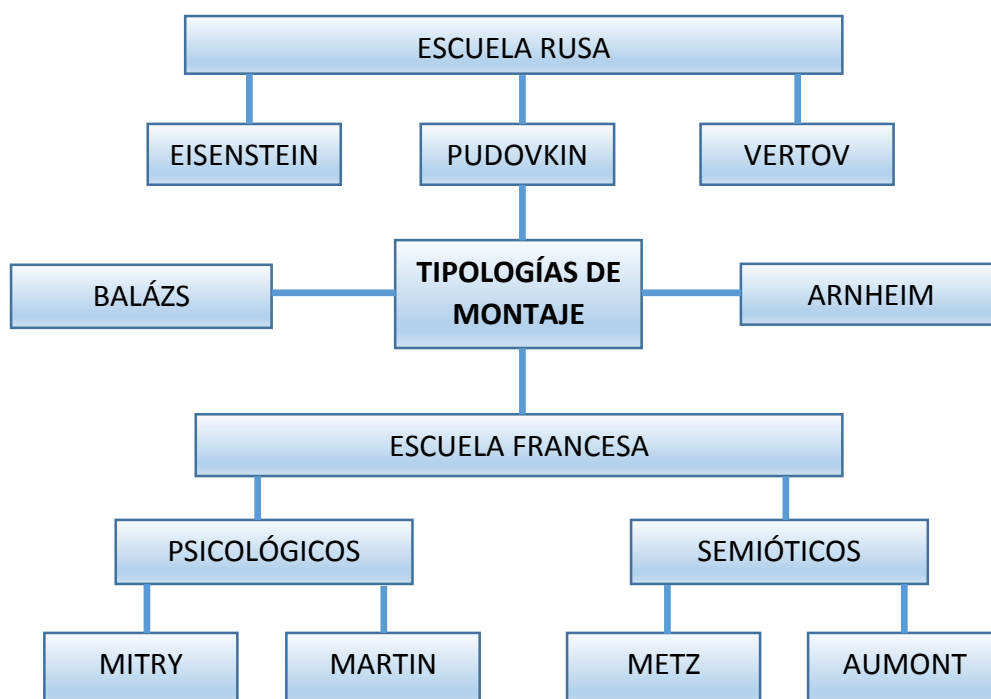 ESCUELA RUSA
EISENSTEIN
PUDOVKIN
VERTOV
BALÁZS
TIPOLOGÍAS DE
MONTAJE
ARNHEIM
ESCUELA FRANCESA
PSICOLÓGICOS
SEMIÓTICOS
MITRY
MARTIN
METZ
AUMONT